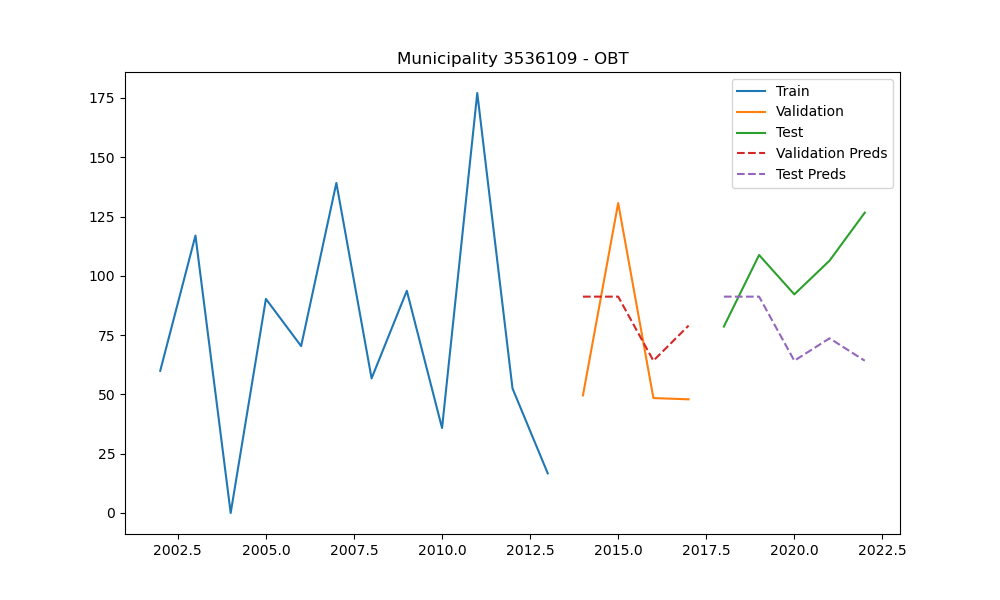 Municipality 3536109 - OBT
175
150
125
100
75
50
25
0
2002.5 2005.0 2007.5 2010.0 2012.5 2015.0 2017.5 2020.0 2022.5
Train
Validation
Test
Validation Preds
Test Preds